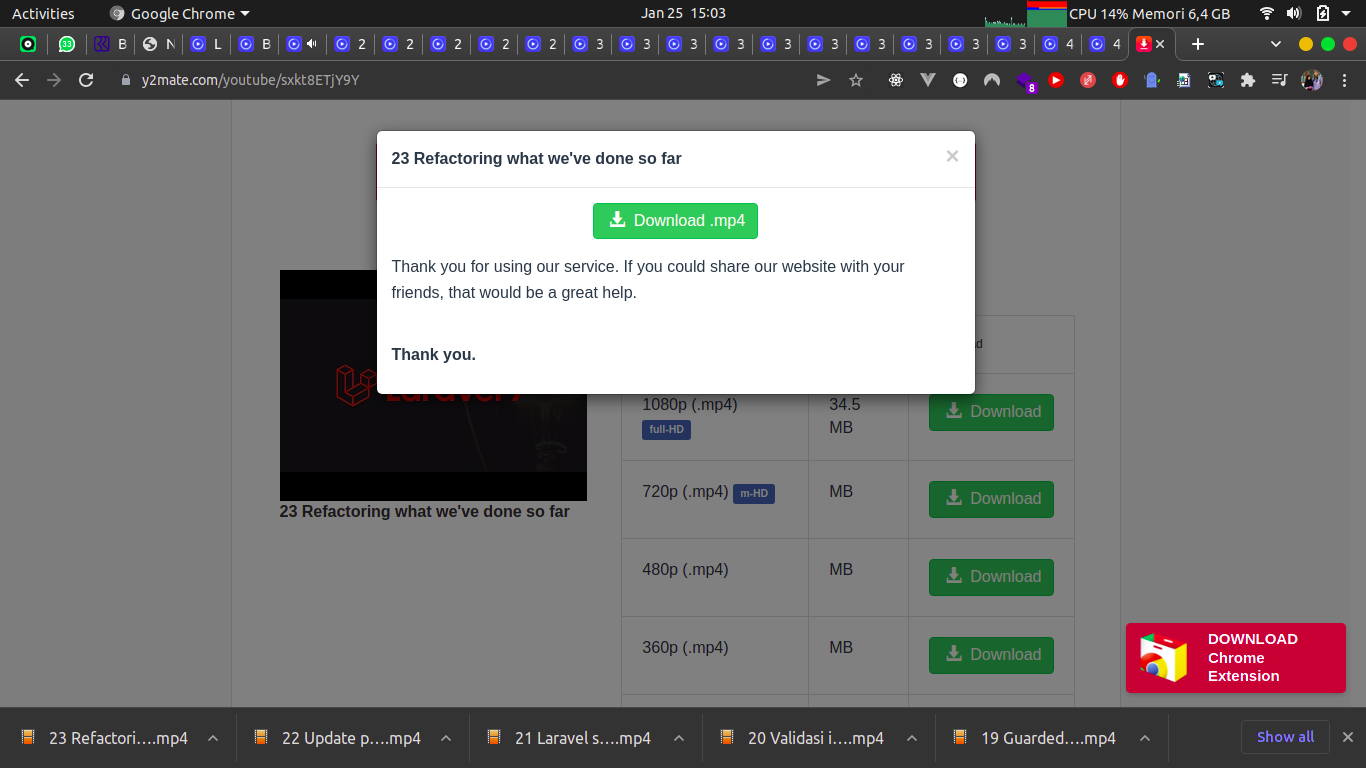 Activities
Google Chrome
Jan 25 15:03
CPU 14% Memori 6,4 GB
33
B
N
L
B
2
2
2
2
2
3
3
3
3
3
3
3
3
3
3
4
4
y2mate.com/youtube/sxkt8ETjY9Y
8
23 Refactoring what we've done so far
×
Download .mp4
Thank you for using our service. If you could share our website with your
friends, that would be a great help.
Thank you.
1080p (.mp4)
full-HD
34.5
MB
Download
720p (.mp4) m-HD
MB
Download
480p (.mp4)
MB
Download
360p (.mp4)
MB
Download
23 Refactoring what we've done so far
DOWNLOAD
Chrome
Extension
23 Refactori….mp4
22 Update p….mp4
21 Laravel s….mp4
20 Validasi i….mp4
19 Guarded….mp4
Show all